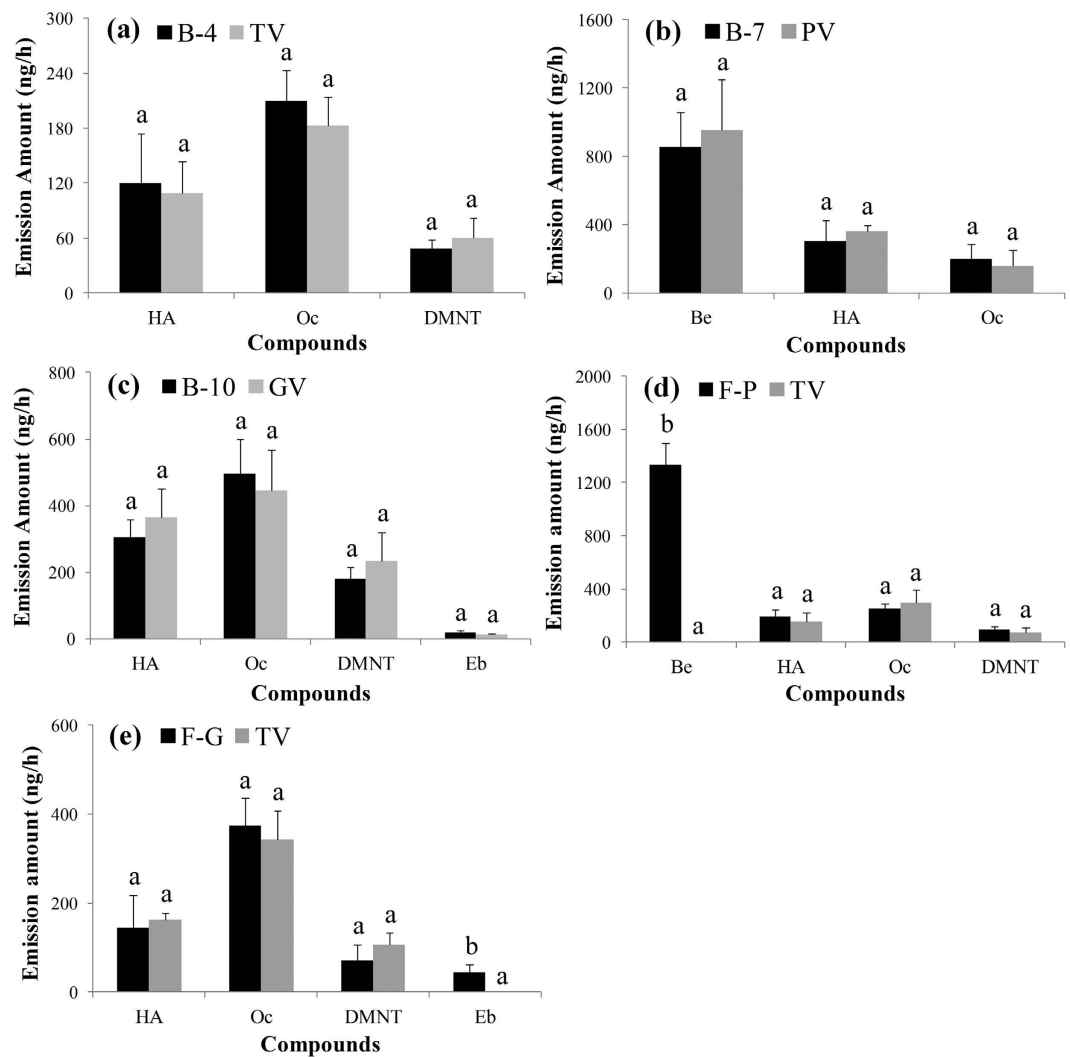 (a) B-4 TV
Emission Amount (ng/h)
300
240
180
120
60
0
a a a a a a
HA Oc DMNT
Compounds
(b) B-7 PV
Emission Amount (ng/h)
1600
1200
800
400
0
a a a a a a
Be HA Oc
Compounds
(c) B-10 GV
Emission Amount (ng/h)
800
600
400
200
0
a a a a a a a a
HA Oc DMNT Eb
Compounds
(d) F-P TV
Emission amount (ng/h)
2000
1600
1200
800
400
0
b a a a a a a a
Be HA Oc DMNT
Compounds
(e) F-G TV
Emission amount (ng/h)
600
400
200
0
a a a a a a b a
HA Oc DMNT Eb
Compounds